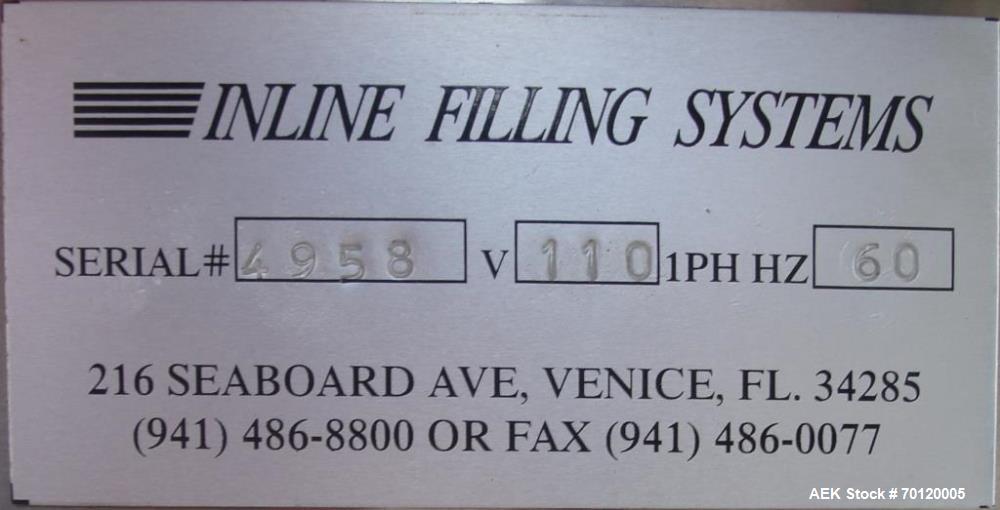 INLINE FILLING SYSTEMS
SERIAL# 4958 V 110 1PH HZ 60
216 SEABOARD AVE, VENICE, FL. 34285
(941) 486-8800 OR FAX (941) 486-0077
AEK Stock # 70120005